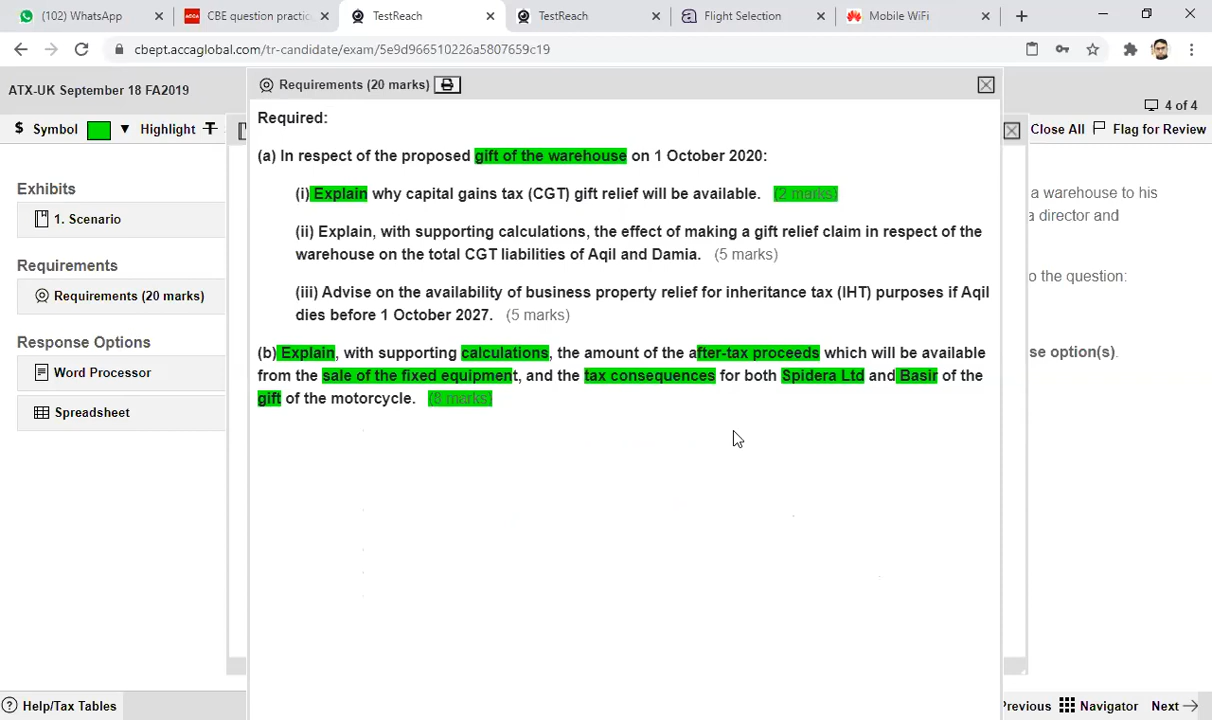 (102) WhatsApp
CBE question practic
TestReach
TestReach
Flight Selection
Mobile WiFi
cbept.accaglobal.com/tr-candidate/exam/5e9d966510226a5807659c19
ATX-UK September 18 FA2019
Requirements (20 marks)
4 of 4
$ Symbol
Highlight
Close All
Flag for Review
Required:
(a) In respect of the proposed gift of the warehouse on 1 October 2020:
Exhibits
(i) Explain why capital gains tax (CGT) gift relief will be available. (2 marks)
a warehouse to his
1. Scenario
a director and
(ii) Explain, with supporting calculations, the effect of making a gift relief claim in respect of the
warehouse on the total CGT liabilities of Aqil and Damia. (5 marks)
Requirements
o the question:
Requirements (20 marks)
(iii) Advise on the availability of business property relief for inheritance tax (IHT) purposes if Aqil
dies before 1 October 2027. (5 marks)
Response Options
(b) Explain, with supporting calculations, the amount of the after-tax proceeds which will be available
se option(s).
Word Processor
from the sale of the fixed equipment, and the tax consequences for both Spidera Ltd and Basir of the
gift of the motorcycle. (8 marks)
Spreadsheet
Help/Tax Tables
Previous
Navigator
Next